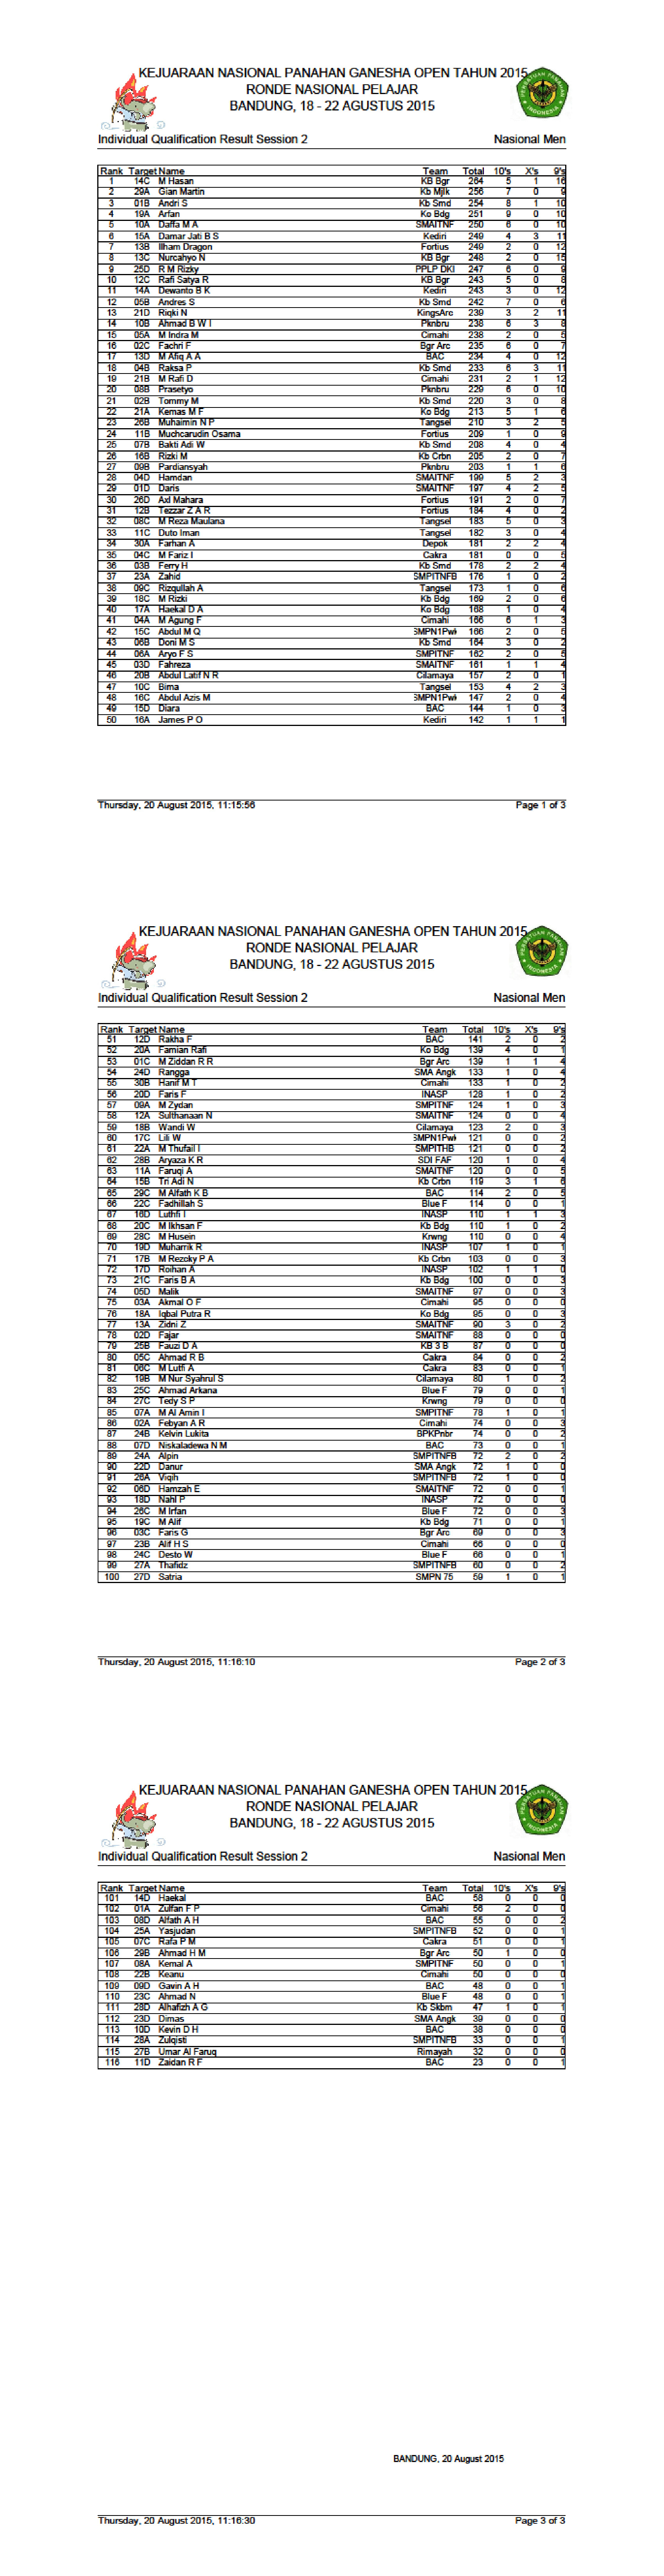 KEJUARAAN NASIONAL PANAHAN GANESHA OPEN TAHUN 2015
RONDE NASIONAL PELAJAR
BANDUNG, 18 - 22 AGUSTUS 2015
Individual Qualification Result Session 2 Nasional Men
Rank Target Name Team Total 10's X's 9's
1 14C M Hasan KB Bgr 264 5 1 16
2 29A Gian Martin Kb Mjlk 256 7 0 9
3 01B Andri S Kb Smd 254 8 1 10
4 19A Arfan Ko Bdg 251 9 0 10
5 10A Daffa M A SMAITNF 250 6 0 10
6 15A Damar Jati B S Kediri 249 4 3 11
7 13B Ilham Dragon Fortius 249 2 0 12
8 13C Nurcahyo N KB Bgr 248 2 0 15
9 25D R M Rizky PPLP DKI 247 6 0 9
10 12C Rafi Satya R KB Bgr 243 5 0 8
11 14A Dewanto B K Kediri 243 3 0 12
12 05B Andres S Kb Smd 242 7 0 6
13 21D Riqki N KingsArc 239 3 2 11
14 10B Ahmad B W I Pknbru 238 6 3 8
15 05A M Indra M Cimahi 238 2 0 5
16 02C Fachri F Bgr Arc 235 6 0 7
17 13D M Afiq A A BAC 234 4 0 12
18 04B Raksa P Kb Smd 233 6 3 11
19 21B M Rafi D Cimahi 231 2 1 12
20 08B Prasetyo Pknbru 229 6 0 10
21 02B Tommy M Kb Smd 220 3 0 8
22 21A Kemas M F Ko Bdg 213 5 1 6
23 26B Muhaimin N P Tangsel 210 3 2 5
24 11B Muchcarudin Osama Fortius 209 1 0 9
25 07B Bakti Adi W Kb Smd 208 4 0 4
26 16B Rizki M Kb Crbn 205 2 0 7
27 09B Pardiansyah Pknbru 203 1 1 6
28 04D Hamdan SMAITNF 199 5 2 3
29 01D Daris SMAITNF 197 4 2 5
30 26D Axl Mahara Fortius 191 2 0 7
31 12B Tezzar Z A R Fortius 184 4 0 2
32 08C M Reza Maulana Tangsel 183 5 0 3
33 11C Duto Iman Tangsel 182 3 0 4
34 30A Farhan A Depok 181 2 2 4
35 04C M Fariz I Cakra 181 0 0 5
36 03B Ferry H Kb Smd 178 2 2 4
37 23A Zahid SMPITNFB 176 1 0 2
38 09C Rizqullah A Tangsel 173 1 0 6
39 18C M Rizki Kb Bdg 169 2 0 6
40 17A Haekal D A Ko Bdg 168 1 0 4
41 04A M Agung F Cimahi 166 6 1 3
42 15C Abdul M Q SMPN1Pwk 166 2 0 5
43 06B Doni M S Kb Smd 164 3 0 2
44 06A Aryo F S SMPITNF 162 2 0 5
45 03D Fahreza SMAITNF 161 1 1 4
46 20B Abdul Latif N R Cilamaya 157 2 0 1
47 10C Bima Tangsel 153 4 2 3
48 16C Abdul Azis M SMPN1Pwk 147 2 0 4
49 15D Diara BAC 144 1 0 3
50 16A James P O Kediri 142 1 1 1
Thursday, 20 August 2015, 11:15:56 Page 1 of 3
KEJUARAAN NASIONAL PANAHAN GANESHA OPEN TAHUN 2015
RONDE NASIONAL PELAJAR
BANDUNG, 18 - 22 AGUSTUS 2015
Individual Qualification Result Session 2 Nasional Men
Rank Target Name Team Total 10's X's 9's
51 12D Rakha F BAC 141 2 0 2
52 20A Famian Rafi Ko Bdg 139 4 0 1
53 01C M Ziddan R R Bgr Arc 139 1 1 4
54 24D Rangga SMA Angk 133 1 0 4
55 30B Hanif M T Cimahi 133 1 0 2
56 20D Faris F INASP 128 1 0 2
57 09A M Zydan SMPITNF 124 1 0 3
58 12A Sulthanaan N SMAITNF 124 0 0 4
59 18B Wandi W Cilamaya 123 2 0 3
60 17C Lili W SMPN1Pwk 121 0 0 2
61 22A M Thufail I SMPITHB 121 0 0 2
62 28B Aryaza K R SDI FAF 120 1 0 4
63 11A Faruqi A SMAITNF 120 0 0 5
64 15B Tri Adi N Kb Crbn 119 3 1 6
65 29C M Alfath K B BAC 114 2 0 5
66 22C Fadhillah S Blue F 114 0 0 1
67 16D Luthfi I INASP 110 1 1 3
68 20C M Ikhsan F Kb Bdg 110 1 0 2
69 28C M Husein Krwng 110 0 0 4
70 19D Muharrik R INASP 107 1 0 1
71 17B M Rezcky P A Kb Crbn 103 0 0 3
72 17D Roihan A INASP 102 1 1 0
73 21C Faris B A Kb Bdg 100 0 0 3
74 05D Malik SMAITNF 97 0 0 3
75 03A Akmal O F Cimahi 95 0 0 0
76 18A Iqbal Putra R Ko Bdg 95 0 0 3
77 13A Zidni Z SMAITNF 90 3 0 2
78 02D Fajar SMAITNF 88 0 0 0
79 25B Fauzi D A KB 3 B 87 0 0 0
80 05C Ahmad R B Cakra 84 0 0 2
81 06C M Lutfi A Cakra 83 0 0 1
82 19B M Nur Syahrul S Cilamaya 80 1 0 2
83 25C Ahmad Arkana Blue F 79 0 0 1
84 27C Tedy S P Krwng 79 0 0 0
85 07A M Al Amin I SMPITNF 78 1 0 1
86 02A Febyan A R Cimahi 74 0 0 3
87 24B Kelvin Lukita BPKPnbr 74 0 0 2
88 07D Niskaladewa N M BAC 73 0 0 1
89 24A Alpin SMPITNFB 72 2 0 2
90 22D Danur SMA Angk 72 1 0 0
91 26A Viqih SMPITNFB 72 1 0 0
92 06D Hamzah E SMAITNF 72 0 0 1
93 18D Nahl P INASP 72 0 0 0
94 26C M Irfan Blue F 72 0 0 3
95 19C M Alif Kb Bdg 71 0 0 1
96 03C Faris G Bgr Arc 69 0 0 3
97 23B Alif H S Cimahi 66 0 0 0
98 24C Desto W Blue F 66 0 0 1
99 27A Thafidz SMPITNFB 60 0 0 2
100 27D Satria SMPN 75 59 1 0 1
Thursday, 20 August 2015, 11:16:10 Page 2 of 3
KEJUARAAN NASIONAL PANAHAN GANESHA OPEN TAHUN 2015
RONDE NASIONAL PELAJAR
BANDUNG, 18 - 22 AGUSTUS 2015
Individual Qualification Result Session 2 Nasional Men
Rank Target Name Team Total 10's X's 9's
101 14D Haekal BAC 58 0 0 0
102 01A Zulfan F P Cimahi 56 2 0 0
103 08D Alfath A H BAC 55 0 0 2
104 25A Yasjudan SMPITNFB 52 0 0 1
105 07C Rafa P M Cakra 51 0 0 1
106 29B Ahmad H M Bgr Arc 50 1 0 0
107 08A Kemal A SMPITNF 50 0 0 1
108 22B Keanu Cimahi 50 0 0 0
109 09D Gavin A H BAC 48 0 0 1
110 23C Ahmad N Blue F 48 0 0 1
111 28D Alhafizh A G Kb Skbm 47 1 0 1
112 23D Dimas SMA Angk 39 0 0 0
113 10D Kevin D H BAC 38 0 0 0
114 28A Zulqisti SMPITNFB 33 0 0 1
115 27B Umar Al Faruq Rimayah 32 0 0 0
116 11D Zaidan R F BAC 23 0 0 1
BANDUNG, 20 August 2015
Thursday, 20 August 2015, 11:16:30 Page 3 of 3